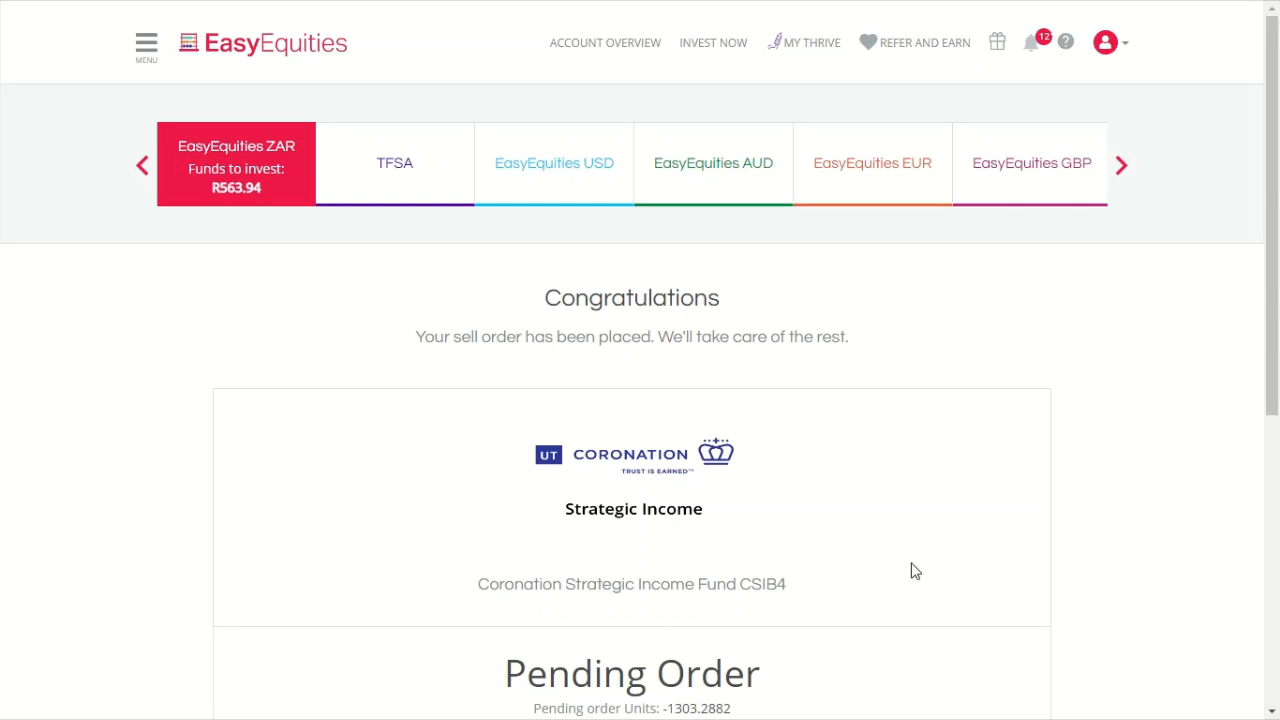 MENU
EasyEquities
ACCOUNT OVERVIEW
INVEST NOW
MY THRIVE
REFER AND EARN
12
?
EasyEquities ZAR
Funds to invest:
R563.94
TFSA
EasyEquities USD
EasyEquities AUD
EasyEquities EUR
EasyEquities GBP
Congratulations
Your sell order has been placed. We'll take care of the rest.
UT CORONATION
TRUST IS EARNED™
Strategic Income
Coronation Strategic Income Fund CSIB4
Pending Order
Pending order Units: -1303.2882